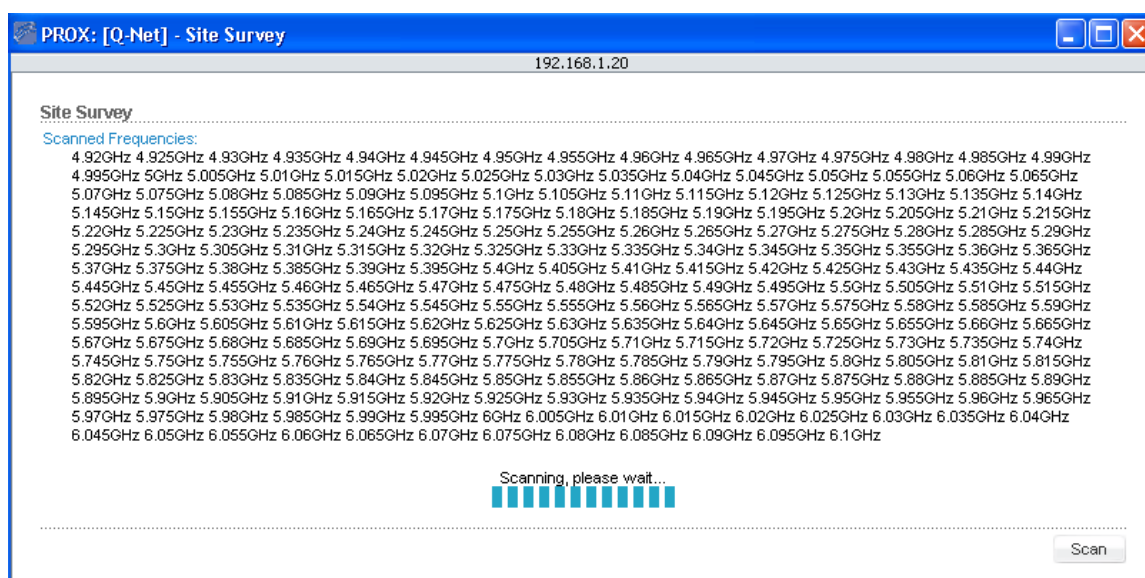 PROX: [Q-Net] - Site Survey
192.168.1.20
Site Survey
Scanned Frequencies:
4.92GHz 4.925GHz 4.93GHz 4.935GHz 4.94GHz 4.945GHz 4.95GHz 4.955GHz 4.96GHz 4.965GHz 4.97GHz 4.975GHz 4.98GHz 4.985GHz 4.99GHz
4.995GHz 5GHz 5.005GHz 5.01GHz 5.015GHz 5.02GHz 5.025GHz 5.03GHz 5.035GHz 5.04GHz 5.045GHz 5.05GHz 5.055GHz 5.06GHz 5.065GHz
5.07GHz 5.075GHz 5.08GHz 5.085GHz 5.09GHz 5.095GHz 5.1GHz 5.105GHz 5.11GHz 5.115GHz 5.12GHz 5.125GHz 5.13GHz 5.135GHz 5.14GHz
5.145GHz 5.15GHz 5.155GHz 5.16GHz 5.165GHz 5.17GHz 5.175GHz 5.18GHz 5.185GHz 5.19GHz 5.195GHz 5.2GHz 5.205GHz 5.21GHz 5.215GHz
5.22GHz 5.225GHz 5.23GHz 5.235GHz 5.24GHz 5.245GHz 5.25GHz 5.255GHz 5.26GHz 5.265GHz 5.27GHz 5.275GHz 5.28GHz 5.285GHz 5.29GHz
5.295GHz 5.3GHz 5.305GHz 5.31GHz 5.315GHz 5.32GHz 5.325GHz 5.33GHz 5.335GHz 5.34GHz 5.345GHz 5.35GHz 5.355GHz 5.36GHz 5.365GHz
5.37GHz 5.375GHz 5.38GHz 5.385GHz 5.39GHz 5.395GHz 5.4GHz 5.405GHz 5.41GHz 5.415GHz 5.42GHz 5.425GHz 5.43GHz 5.435GHz 5.44GHz
5.445GHz 5.45GHz 5.455GHz 5.46GHz 5.465GHz 5.47GHz 5.475GHz 5.48GHz 5.485GHz 5.49GHz 5.495GHz 5.5GHz 5.505GHz 5.51GHz 5.515GHz
5.52GHz 5.525GHz 5.53GHz 5.535GHz 5.54GHz 5.545GHz 5.55GHz 5.555GHz 5.56GHz 5.565GHz 5.57GHz 5.575GHz 5.58GHz 5.585GHz 5.59GHz
5.595GHz 5.6GHz 5.605GHz 5.61GHz 5.615GHz 5.62GHz 5.625GHz 5.63GHz 5.635GHz 5.64GHz 5.645GHz 5.65GHz 5.655GHz 5.66GHz 5.665GHz
5.67GHz 5.675GHz 5.68GHz 5.685GHz 5.69GHz 5.695GHz 5.7GHz 5.705GHz 5.71GHz 5.715GHz 5.72GHz 5.725GHz 5.73GHz 5.735GHz 5.74GHz
5.745GHz 5.75GHz 5.755GHz 5.76GHz 5.765GHz 5.77GHz 5.775GHz 5.78GHz 5.785GHz 5.79GHz 5.795GHz 5.8GHz 5.805GHz 5.81GHz 5.815GHz
5.82GHz 5.825GHz 5.83GHz 5.835GHz 5.84GHz 5.845GHz 5.85GHz 5.855GHz 5.86GHz 5.865GHz 5.87GHz 5.875GHz 5.88GHz 5.885GHz 5.89GHz
5.895GHz 5.9GHz 5.905GHz 5.91GHz 5.915GHz 5.92GHz 5.925GHz 5.93GHz 5.935GHz 5.94GHz 5.945GHz 5.95GHz 5.955GHz 5.96GHz 5.965GHz
5.97GHz 5.975GHz 5.98GHz 5.985GHz 5.99GHz 5.995GHz 6GHz 6.005GHz 6.01GHz 6.015GHz 6.02GHz 6.025GHz 6.03GHz 6.035GHz 6.04GHz
6.045GHz 6.05GHz 6.055GHz 6.06GHz 6.065GHz 6.07GHz 6.075GHz 6.08GHz 6.085GHz 6.09GHz 6.095GHz 6.1GHz
Scanning, please wait...
Scan